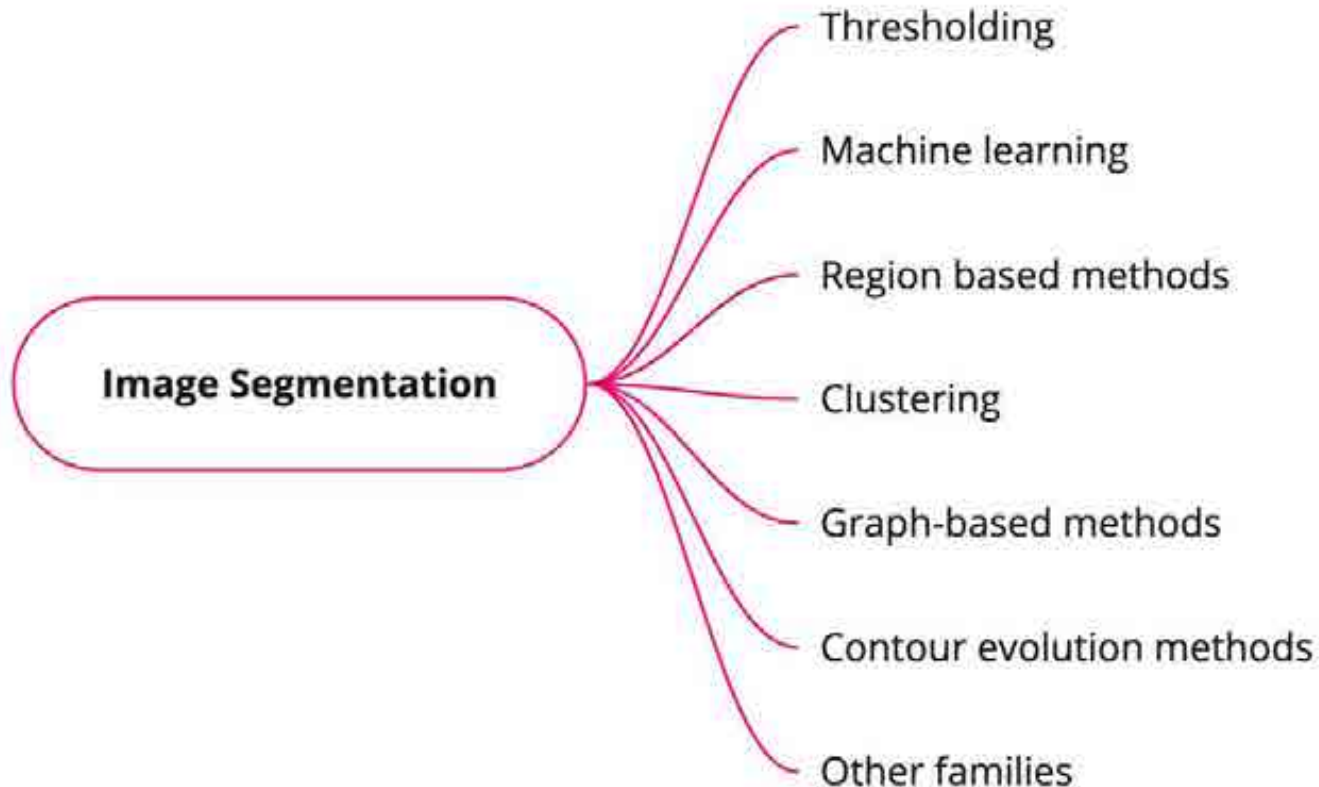 Thresholding
Machine learning
Region based methods
Image Segmentation
Clustering
Graph-based methods
Contour evolution methods
Other families